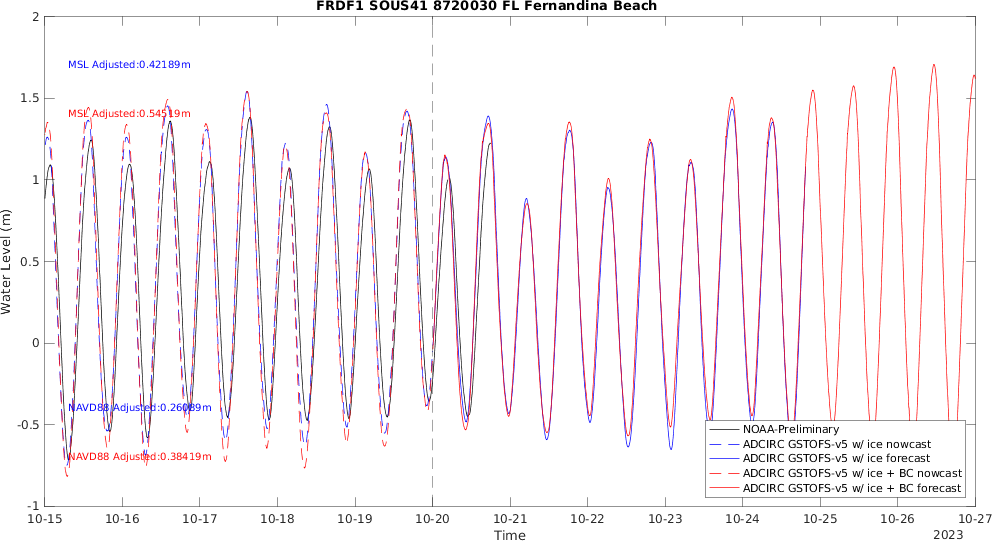 FRDF1 SOUS41 8720030 FL Fernandina Beach
2
1.5
1
0.5
0
-0.5
-1
Water Level (m)
MSL Adjusted:0.42189m
MSL Adjusted:0.54519m
NAVD88 Adjusted:0.26089m
NAVD88 Adjusted:0.38419m
NOAA-Preliminary
ADCIRC GSTOFS-v5 w/ ice nowcast
ADCIRC GSTOFS-v5 w/ ice forecast
ADCIRC GSTOFS-v5 w/ ice + BC nowcast
ADCIRC GSTOFS-v5 w/ ice + BC forecast
10-15 10-16 10-17 10-18 10-19 10-20 10-21 10-22 10-23 10-24 10-25 10-26 10-27
Time
2023